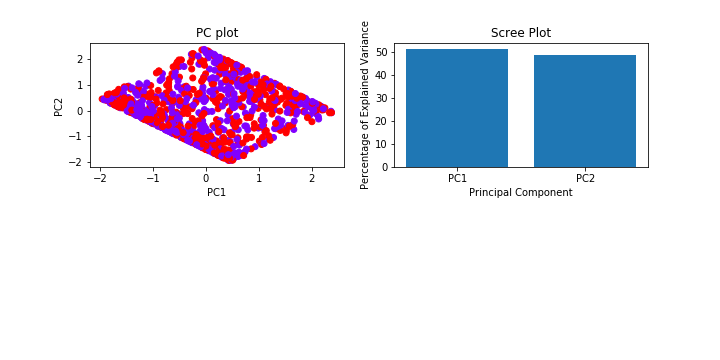 PC plot
2
1
0
−1
−2
PC2
−2
−1
0
1
2
PC1
Scree Plot
50
40
30
20
10
0
Percentage of Explained Variance
PC1
PC2
Principal Component